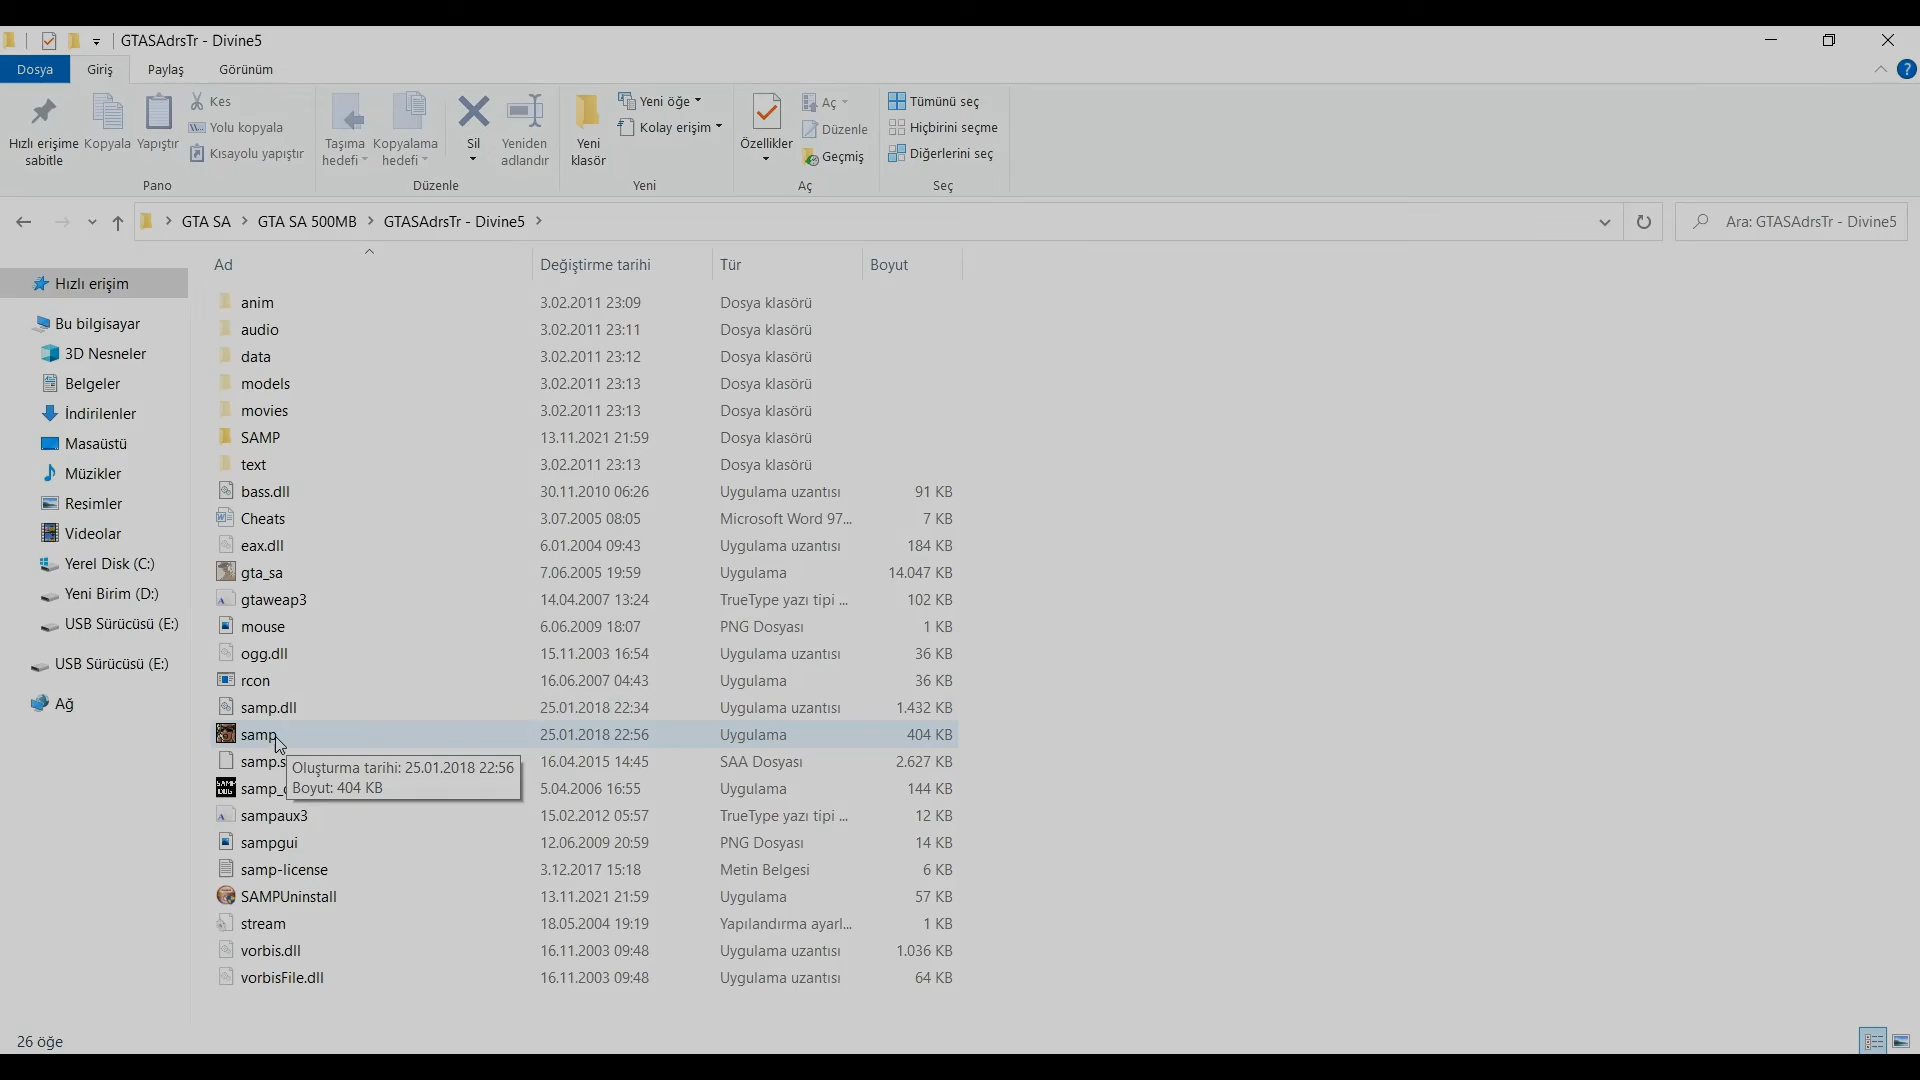 GTASAdrsTr - Divine5
Dosya Giriş Paylaş Görünüm
Hızlı erişime sabitle
Kopyala
Yapıştır
Kes
Yolu kopyala
Kısayolu yapıştır
Pano
Taşıma hedefi
Kopyalama hedefi
Sil
Yeniden adlandır
Düzenle
Yeni klasör
Yeni öğe
Kolay erişim
Yeni
Özellikler
Aç
Düzenle
Geçmiş
Aç
Tümünü seç
Hiçbirini seçme
Diğerlerini seç
Seç
GTA SA > GTA SA 500MB > GTASAdrsTr - Divine5 >
Ara: GTASAdrsTr - Divine5
Hızlı erişim
Bu bilgisayar
3D Nesneler
Belgeler
İndirilenler
Masaüstü
Müzikler
Resimler
Videolar
Yerel Disk (C:)
Yeni Birim (D:)
USB Sürücüsü (E:)
USB Sürücüsü (E:)
Ağ
Ad Değiştirme tarihi Tür Boyut
anim 3.02.2011 23:09 Dosya klasörü
audio 3.02.2011 23:11 Dosya klasörü
data 3.02.2011 23:12 Dosya klasörü
models 3.02.2011 23:13 Dosya klasörü
movies 3.02.2011 23:13 Dosya klasörü
SAMP 13.11.2021 21:59 Dosya klasörü
text 3.02.2011 23:13 Dosya klasörü
bass.dll 30.11.2010 06:26 Uygulama uzantısı 91 KB
Cheats 3.07.2005 08:05 Microsoft Word 97... 7 KB
eax.dll 6.01.2004 09:43 Uygulama uzantısı 184 KB
gta_sa 7.06.2005 19:59 Uygulama 14.047 KB
gtaweap3 14.04.2007 13:24 TrueType yazı tipi ... 102 KB
mouse 6.06.2009 18:07 PNG Dosyası 1 KB
ogg.dll 15.11.2003 16:54 Uygulama uzantısı 36 KB
rcon 16.06.2007 04:43 Uygulama 36 KB
samp.dll 25.01.2018 22:34 Uygulama uzantısı 1.432 KB
samp 25.01.2018 22:56 Uygulama 404 KB
samp.s 16.04.2015 14:45 SAA Dosyası 2.627 KB
samp_ 5.04.2006 16:55 Uygulama 144 KB
Oluşturma tarihi: 25.01.2018 22:56
Boyut: 404 KB
sampaux3 15.02.2012 05:57 TrueType yazı tipi ... 12 KB
sampgui 12.06.2009 20:59 PNG Dosyası 14 KB
samp-license 3.12.2017 15:18 Metin Belgesi 6 KB
SAMPUninstall 13.11.2021 21:59 Uygulama 57 KB
stream 18.05.2004 19:19 Yapılandırma ayarl... 1 KB
vorbis.dll 16.11.2003 09:48 Uygulama uzantısı 1.036 KB
vorbisFile.dll 16.11.2003 09:48 Uygulama uzantısı 64 KB
26 öğe